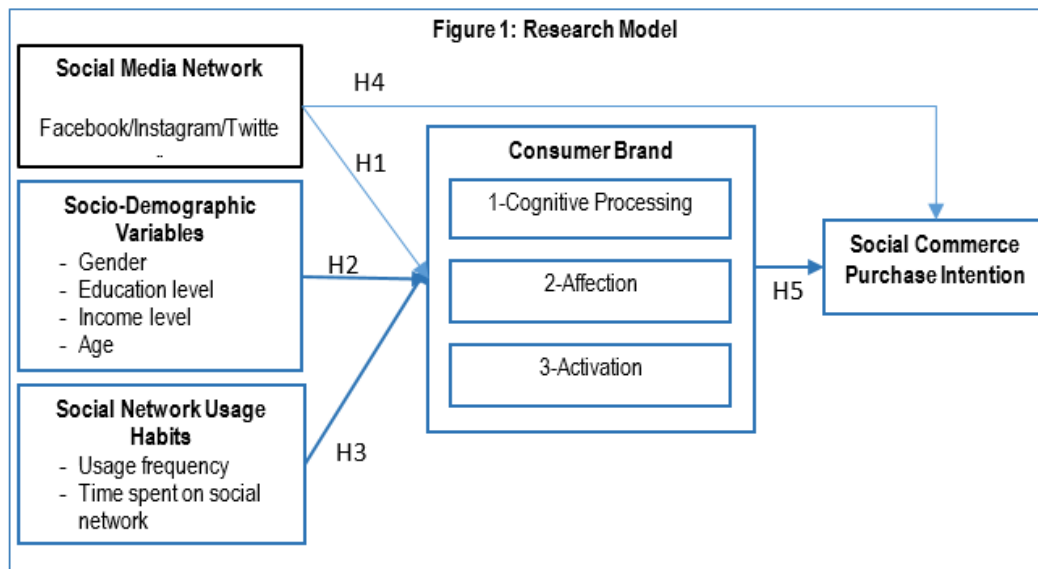 Figure 1: Research Model
Social Media Network
Facebook/Instagram/Twitte
..
H4
H1
Socio-Demographic
Variables
- Gender
- Education level
- Income level
- Age
H2
Social Network Usage
Habits
- Usage frequency
- Time spent on social
network
H3
Consumer Brand
1-Cognitive Processing
2-Affection
3-Activation
H5
Social Commerce
Purchase Intention